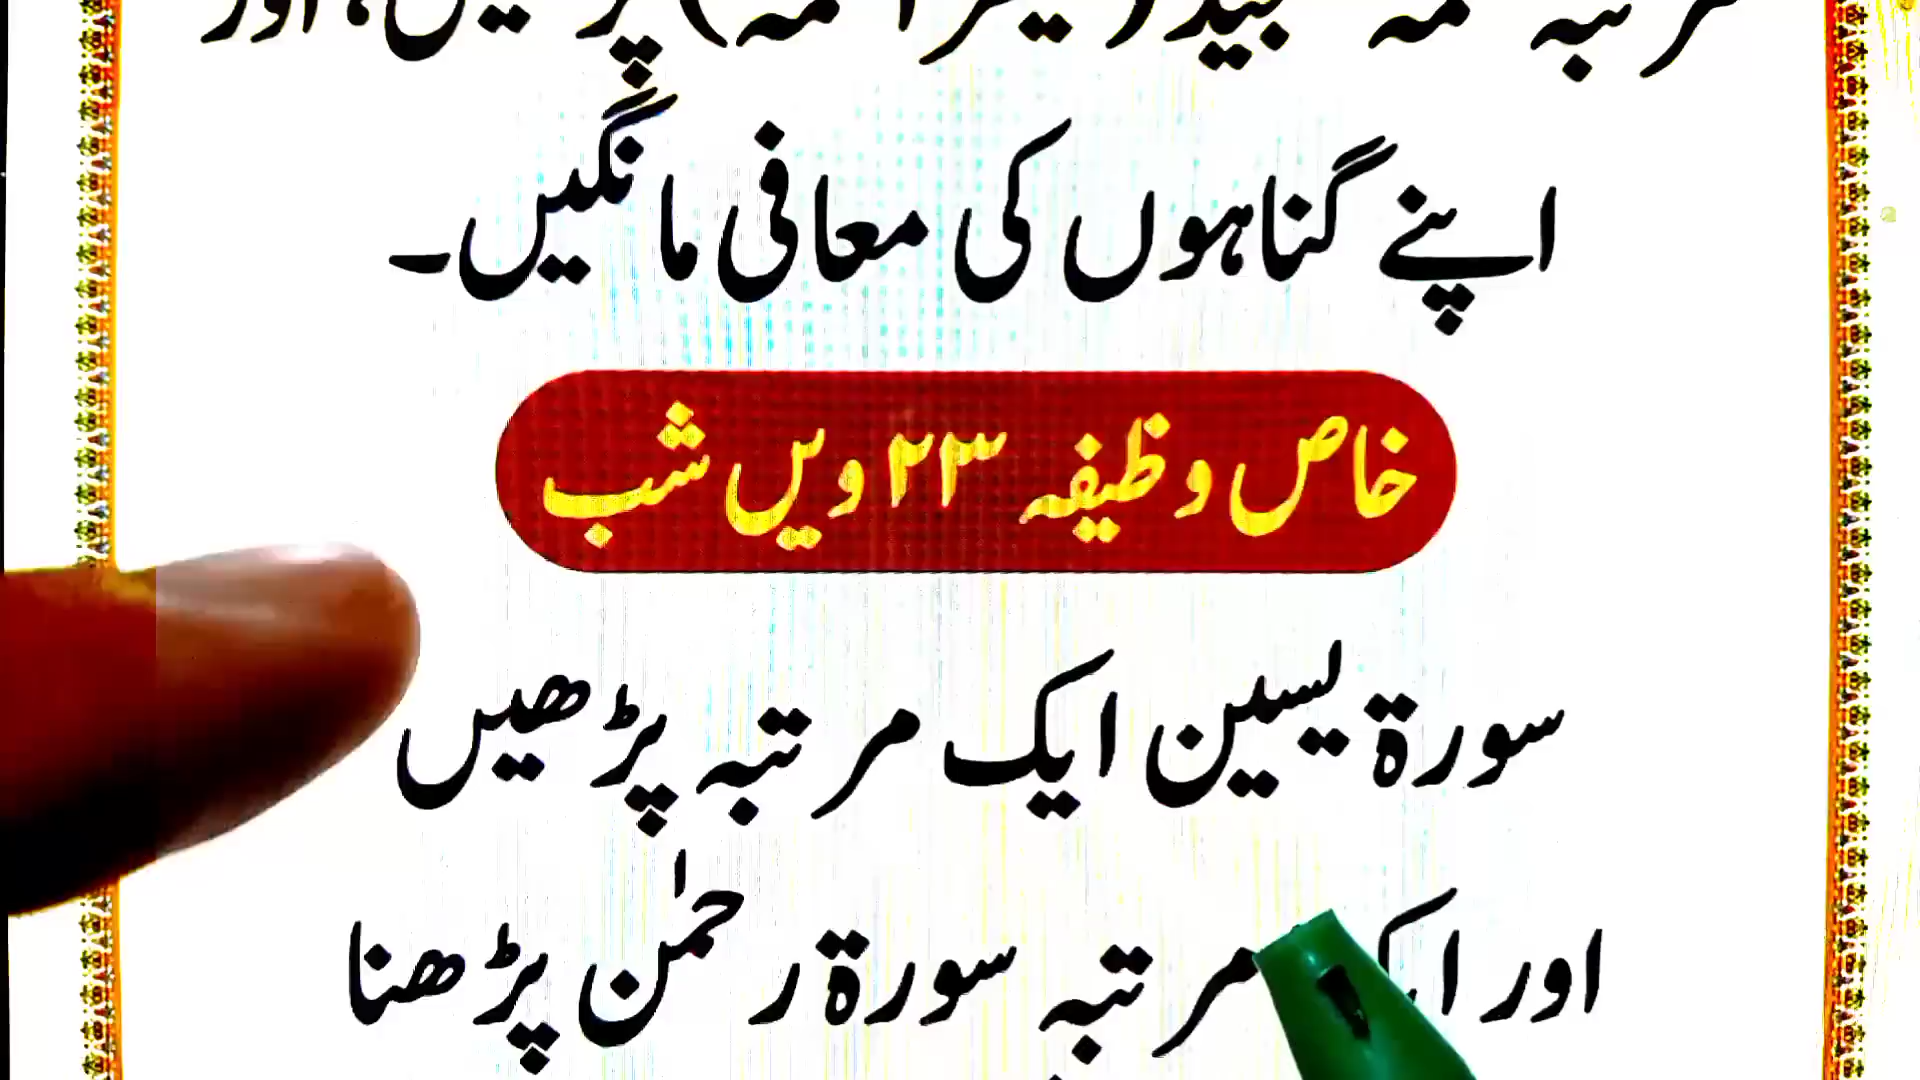 اپنے گناہوں کی معافی مانگیں۔
خاص وظیفہ ۲۳ ویں شب
سورۃ یسین ایک مرتبہ پڑھیں
اور مرتبہ سورۃ رحمٰن پڑھنا